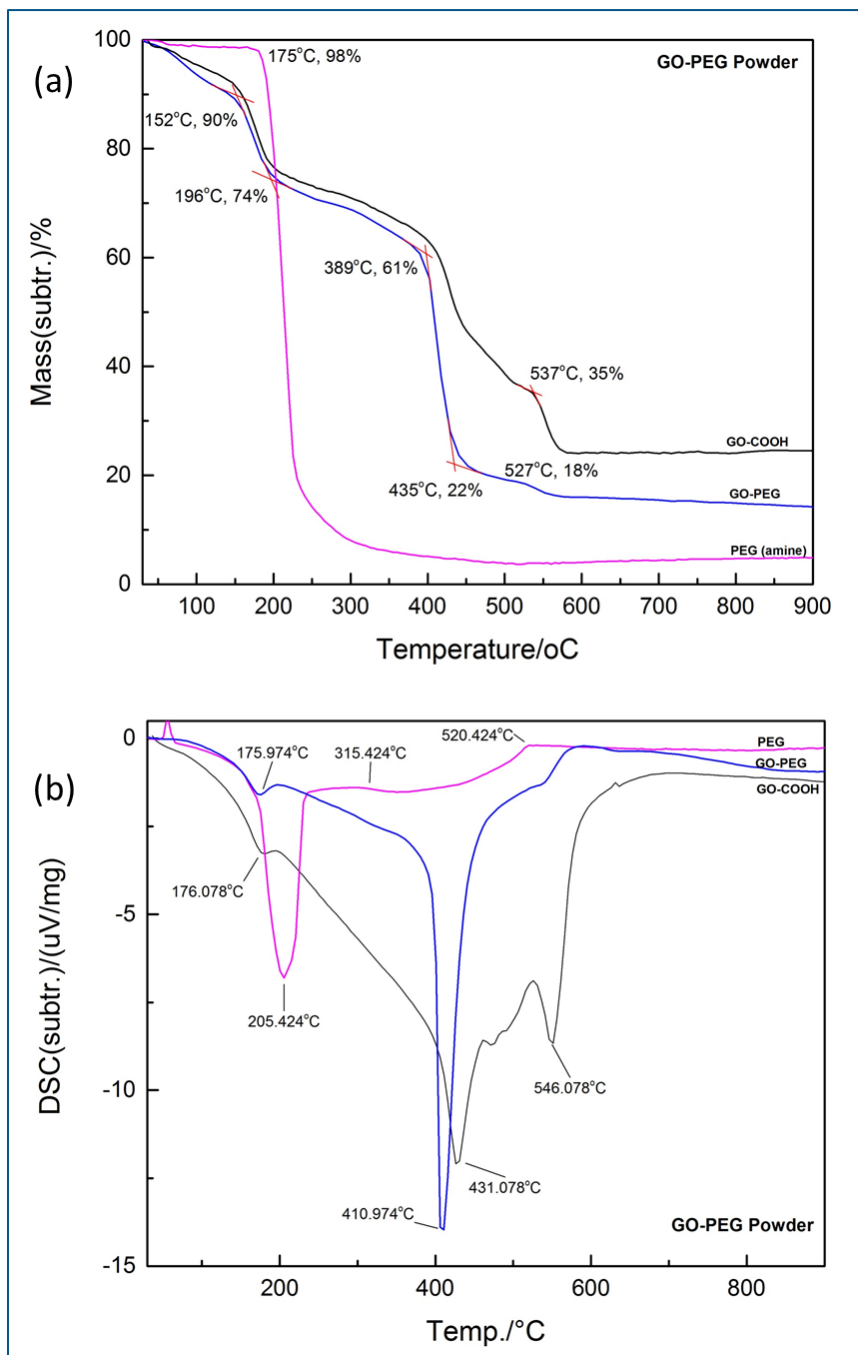 (a)
GO-PEG Powder
100
80
60
40
20
0
175°C, 98%
152°C, 90%
196°C, 74%
389°C, 61%
537°C, 35%
435°C, 22%
527°C, 18%
GO-COOH
GO-PEG
PEG (amine)
100 200 300 400 500 600 700 800 900
Mass(subtr.)/%
Temperature/oC
(b)
0
-5
-10
-15
175.974°C
315.424°C
520.424°C
PEG
GO-PEG
GO-COOH
176.078°C
205.424°C
546.078°C
431.078°C
410.974°C
GO-PEG Powder
200 400 600 800
DSC(subtr.)/(uV/mg)
Temp./°C